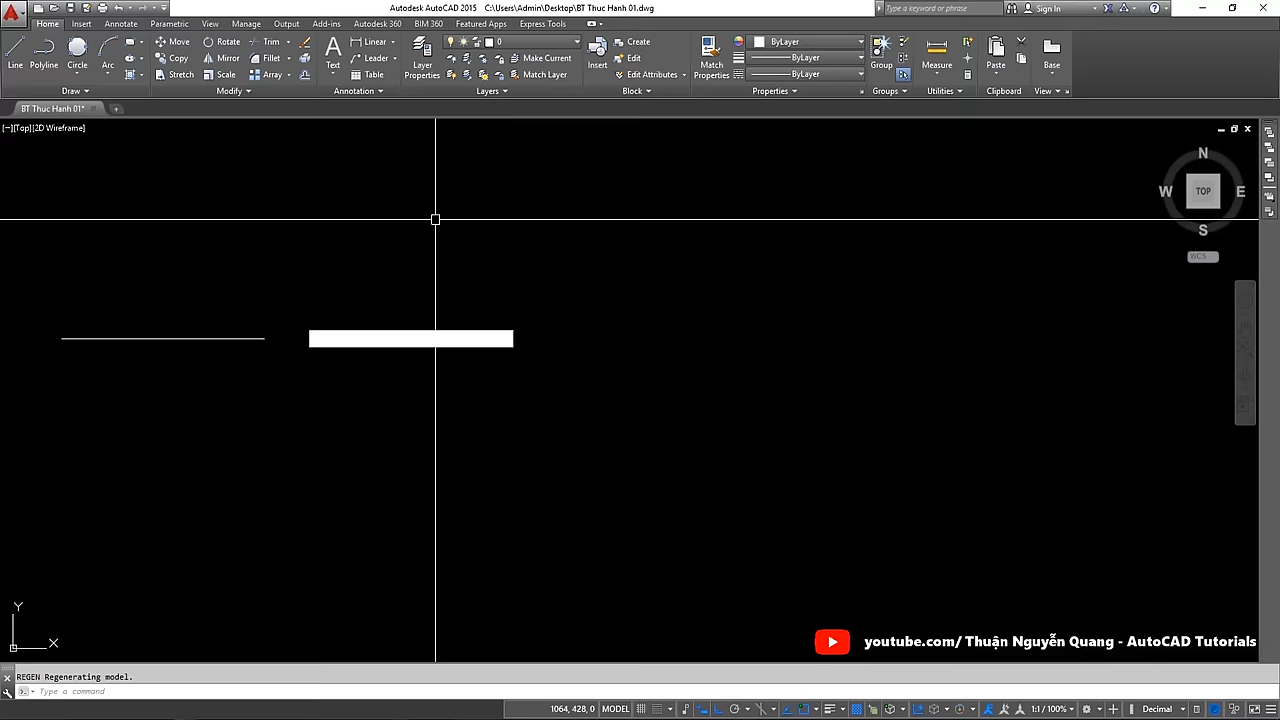 Autodesk AutoCAD 2015 C:\Users\Admin\Desktop\BT Thuc Hanh 01.dwg
Type a keyword or phrase
Sign In
Home Insert Annotate Parametric View Manage Output Add-ins Autodesk 360 BIM 360 Featured Apps Express Tools
Line Polyline Circle Arc
Move Rotate Trim
Copy Mirror Fillet
Stretch Scale Array
Text
Linear
Leader
Table
Layer Properties
0
Make Current
Match Layer
Insert
Create
Edit
Edit Attributes
Match Properties
ByLayer
ByLayer
ByLayer
Group
Measure
Paste
Base
Draw Modify Annotation Layers Block Properties Groups Utilities Clipboard View
BT Thuc Hanh 01*
[−][Top][2D Wireframe]
N
W TOP E
S
WCS
Y
X
youtube.com/ Thuận Nguyễn Quang - AutoCAD Tutorials
REGEN Regenerating model.
Type a command
1064, 428, 0 MODEL 1:1 / 100% Decimal